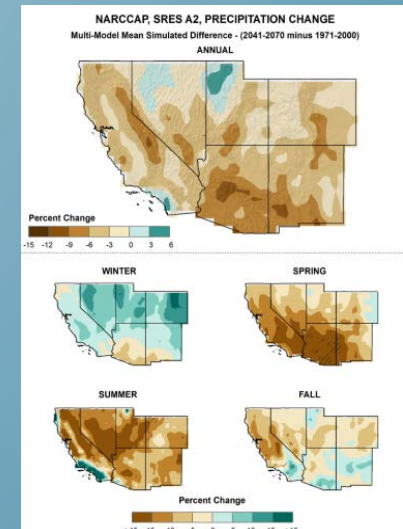 NARCCAP, SRES A2, PRECIPITATION CHANGE
Multi-Model Mean Simulated Difference - (2041-2070 minus 1971-2000)
ANNUAL
Percent Change
-15 -12 -9 -6 -3 0 3 6
WINTER
SPRING
SUMMER
FALL
Percent Change